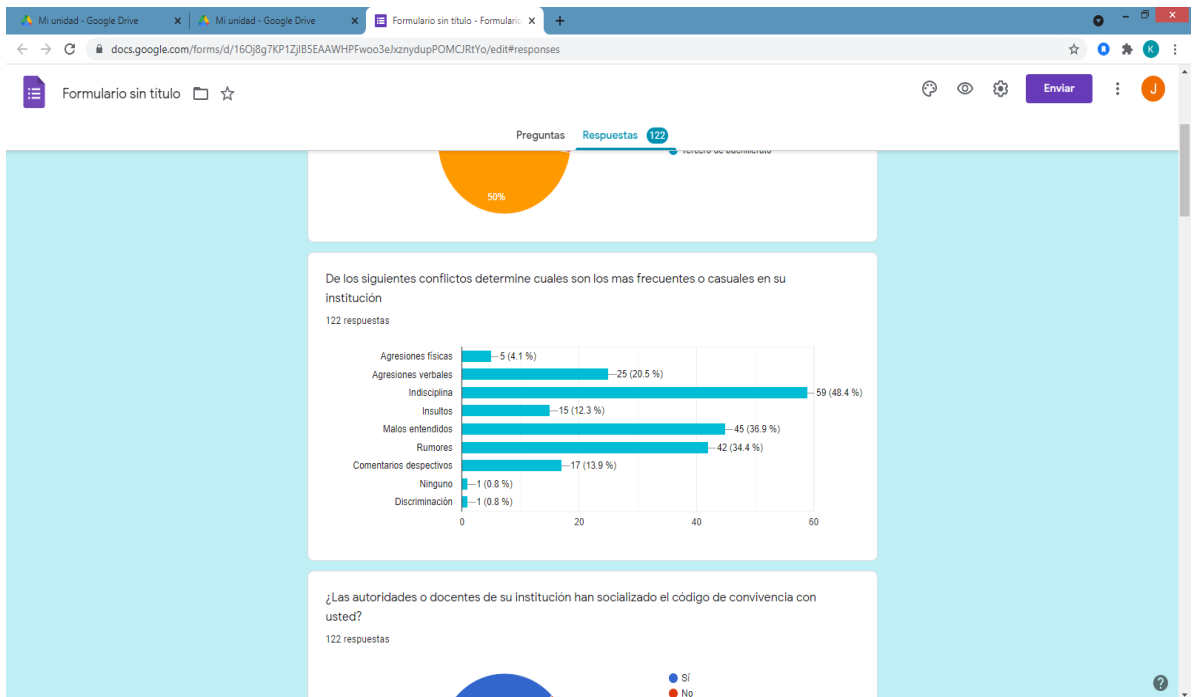 Mi unidad - Google Drive
Mi unidad - Google Drive
Formulario sin título - Formulario
docs.google.com/forms/d/16Oj8g7KP1ZjlB5EAAWHPFwoo3eJxznydupPOMCJRtYo/edit#responses
K
Formulario sin título
Enviar
J
Preguntas Respuestas 122
Tercero de bachillerato
50%
De los siguientes conflictos determine cuales son los mas frecuentes o casuales en su
institución
122 respuestas
Agresiones físicas 5 (4.1 %)
Agresiones verbales 25 (20.5 %)
Indisciplina 59 (48.4 %)
Insultos 15 (12.3 %)
Malos entendidos 45 (36.9 %)
Rumores 42 (34.4 %)
Comentarios despectivos 17 (13.9 %)
Ninguno 1 (0.8 %)
Discriminación 1 (0.8 %)
0 20 40 60
¿Las autoridades o docentes de su institución han socializado el código de convivencia con
usted?
122 respuestas
Sí
No